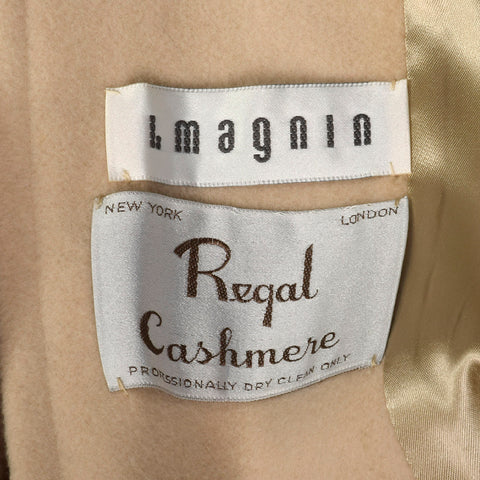 I. magnin
NEW YORK LONDON
Regal
Cashmere
PROFESSIONALLY DRY CLEAN ONLY